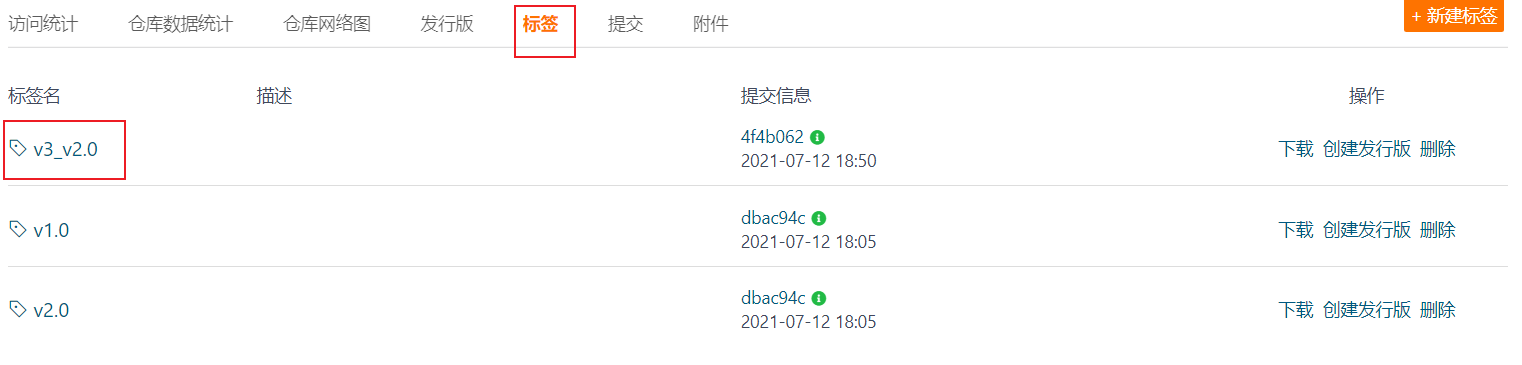 访问统计 仓库数据统计 仓库网络图 发行版 标签 提交 附件 + 新建标签
标签名 描述 提交信息 操作
v3_v2.0 4f4b062 下载 创建发行版 删除
2021-07-12 18:50
v1.0 dbac94c 下载 创建发行版 删除
2021-07-12 18:05
v2.0 dbac94c 下载 创建发行版 删除
2021-07-12 18:05